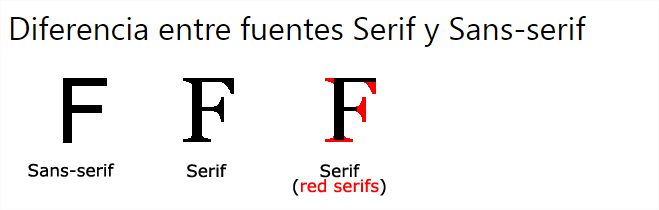 Diferencia entre fuentes Serif y Sans-serif
F F F
Sans-serif Serif Serif
(red serifs)